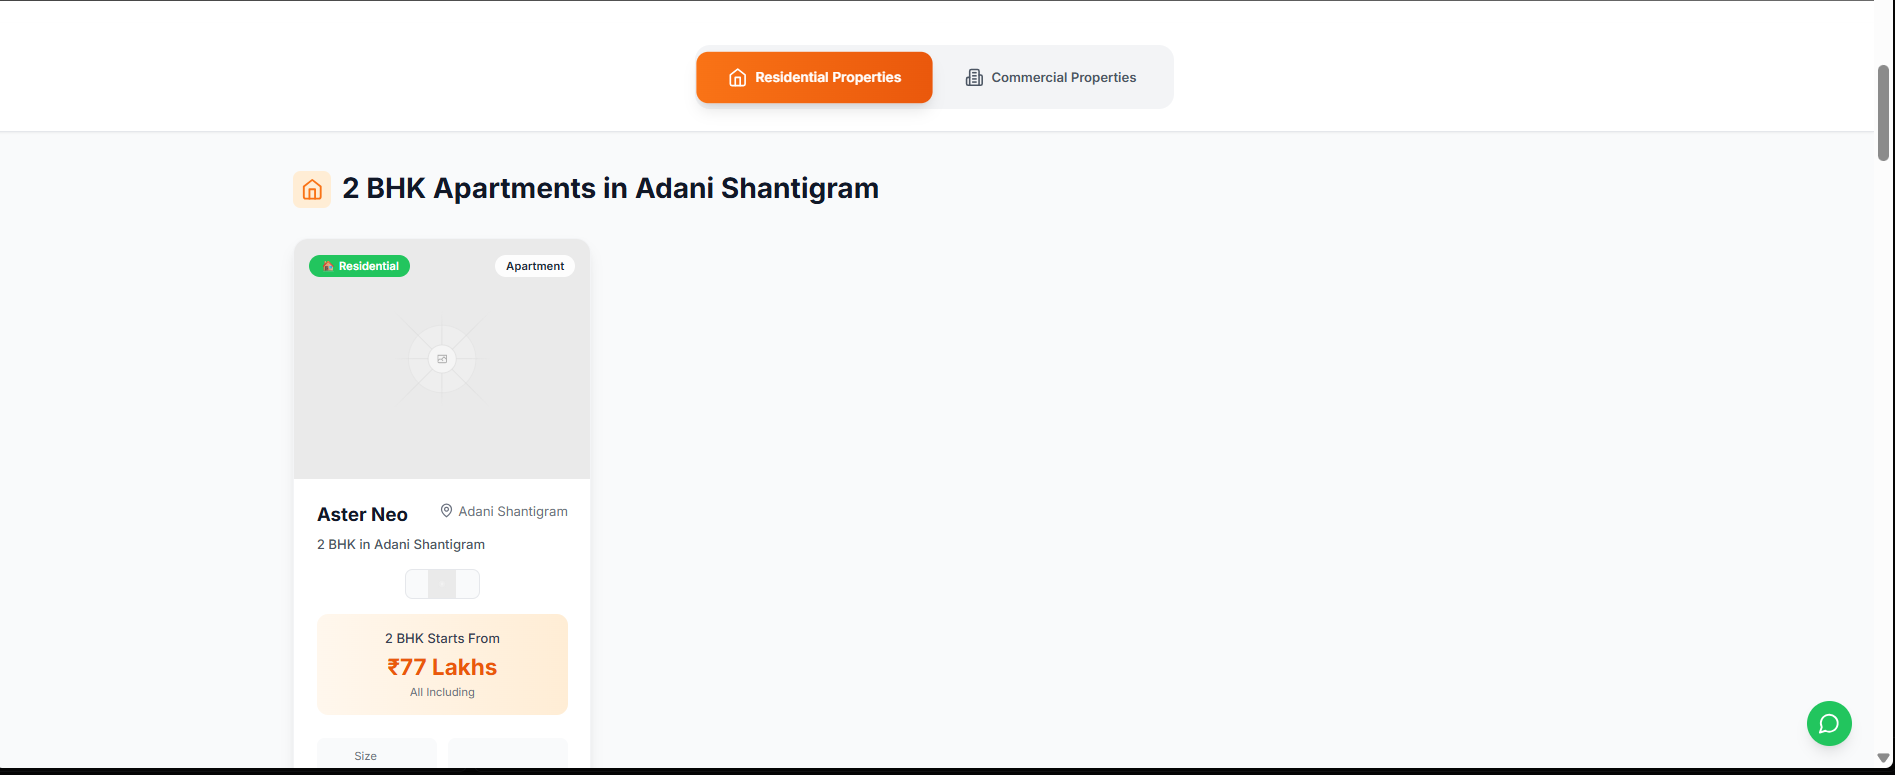 Residential Properties
Commercial Properties
2 BHK Apartments in Adani Shantigram
Residential
Apartment
Aster Neo
Adani Shantigram
2 BHK in Adani Shantigram
2 BHK Starts From
₹77 Lakhs
All Including
Size